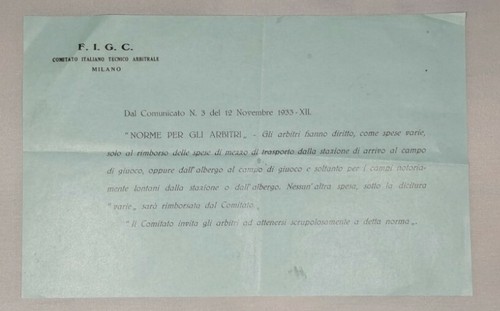 F. I. G. C.
COMITATO ITALIANO TECNICO ARBITRALE
MILANO
Dal Comunicato N. 3 del 12 Novembre 1933-XII.
"NORME PER GLI ARBITRI„ - Gli arbitri hanno diritto, come spese varie,
solo al rimborso delle spese di mezzo di trasporto dalla stazione di arrivo al campo
di giuoco, oppure dall'albergo al campo di giuoco e soltanto per i campi notoria-
mente lontani dalla stazione o dall'albergo. Nessun'altra spesa, sotto la dicitura
"varie„ sarà rimborsata dal Comitato.
"Il Comitato invita gli arbitri ad attenersi scrupolosamente a detta norma„.